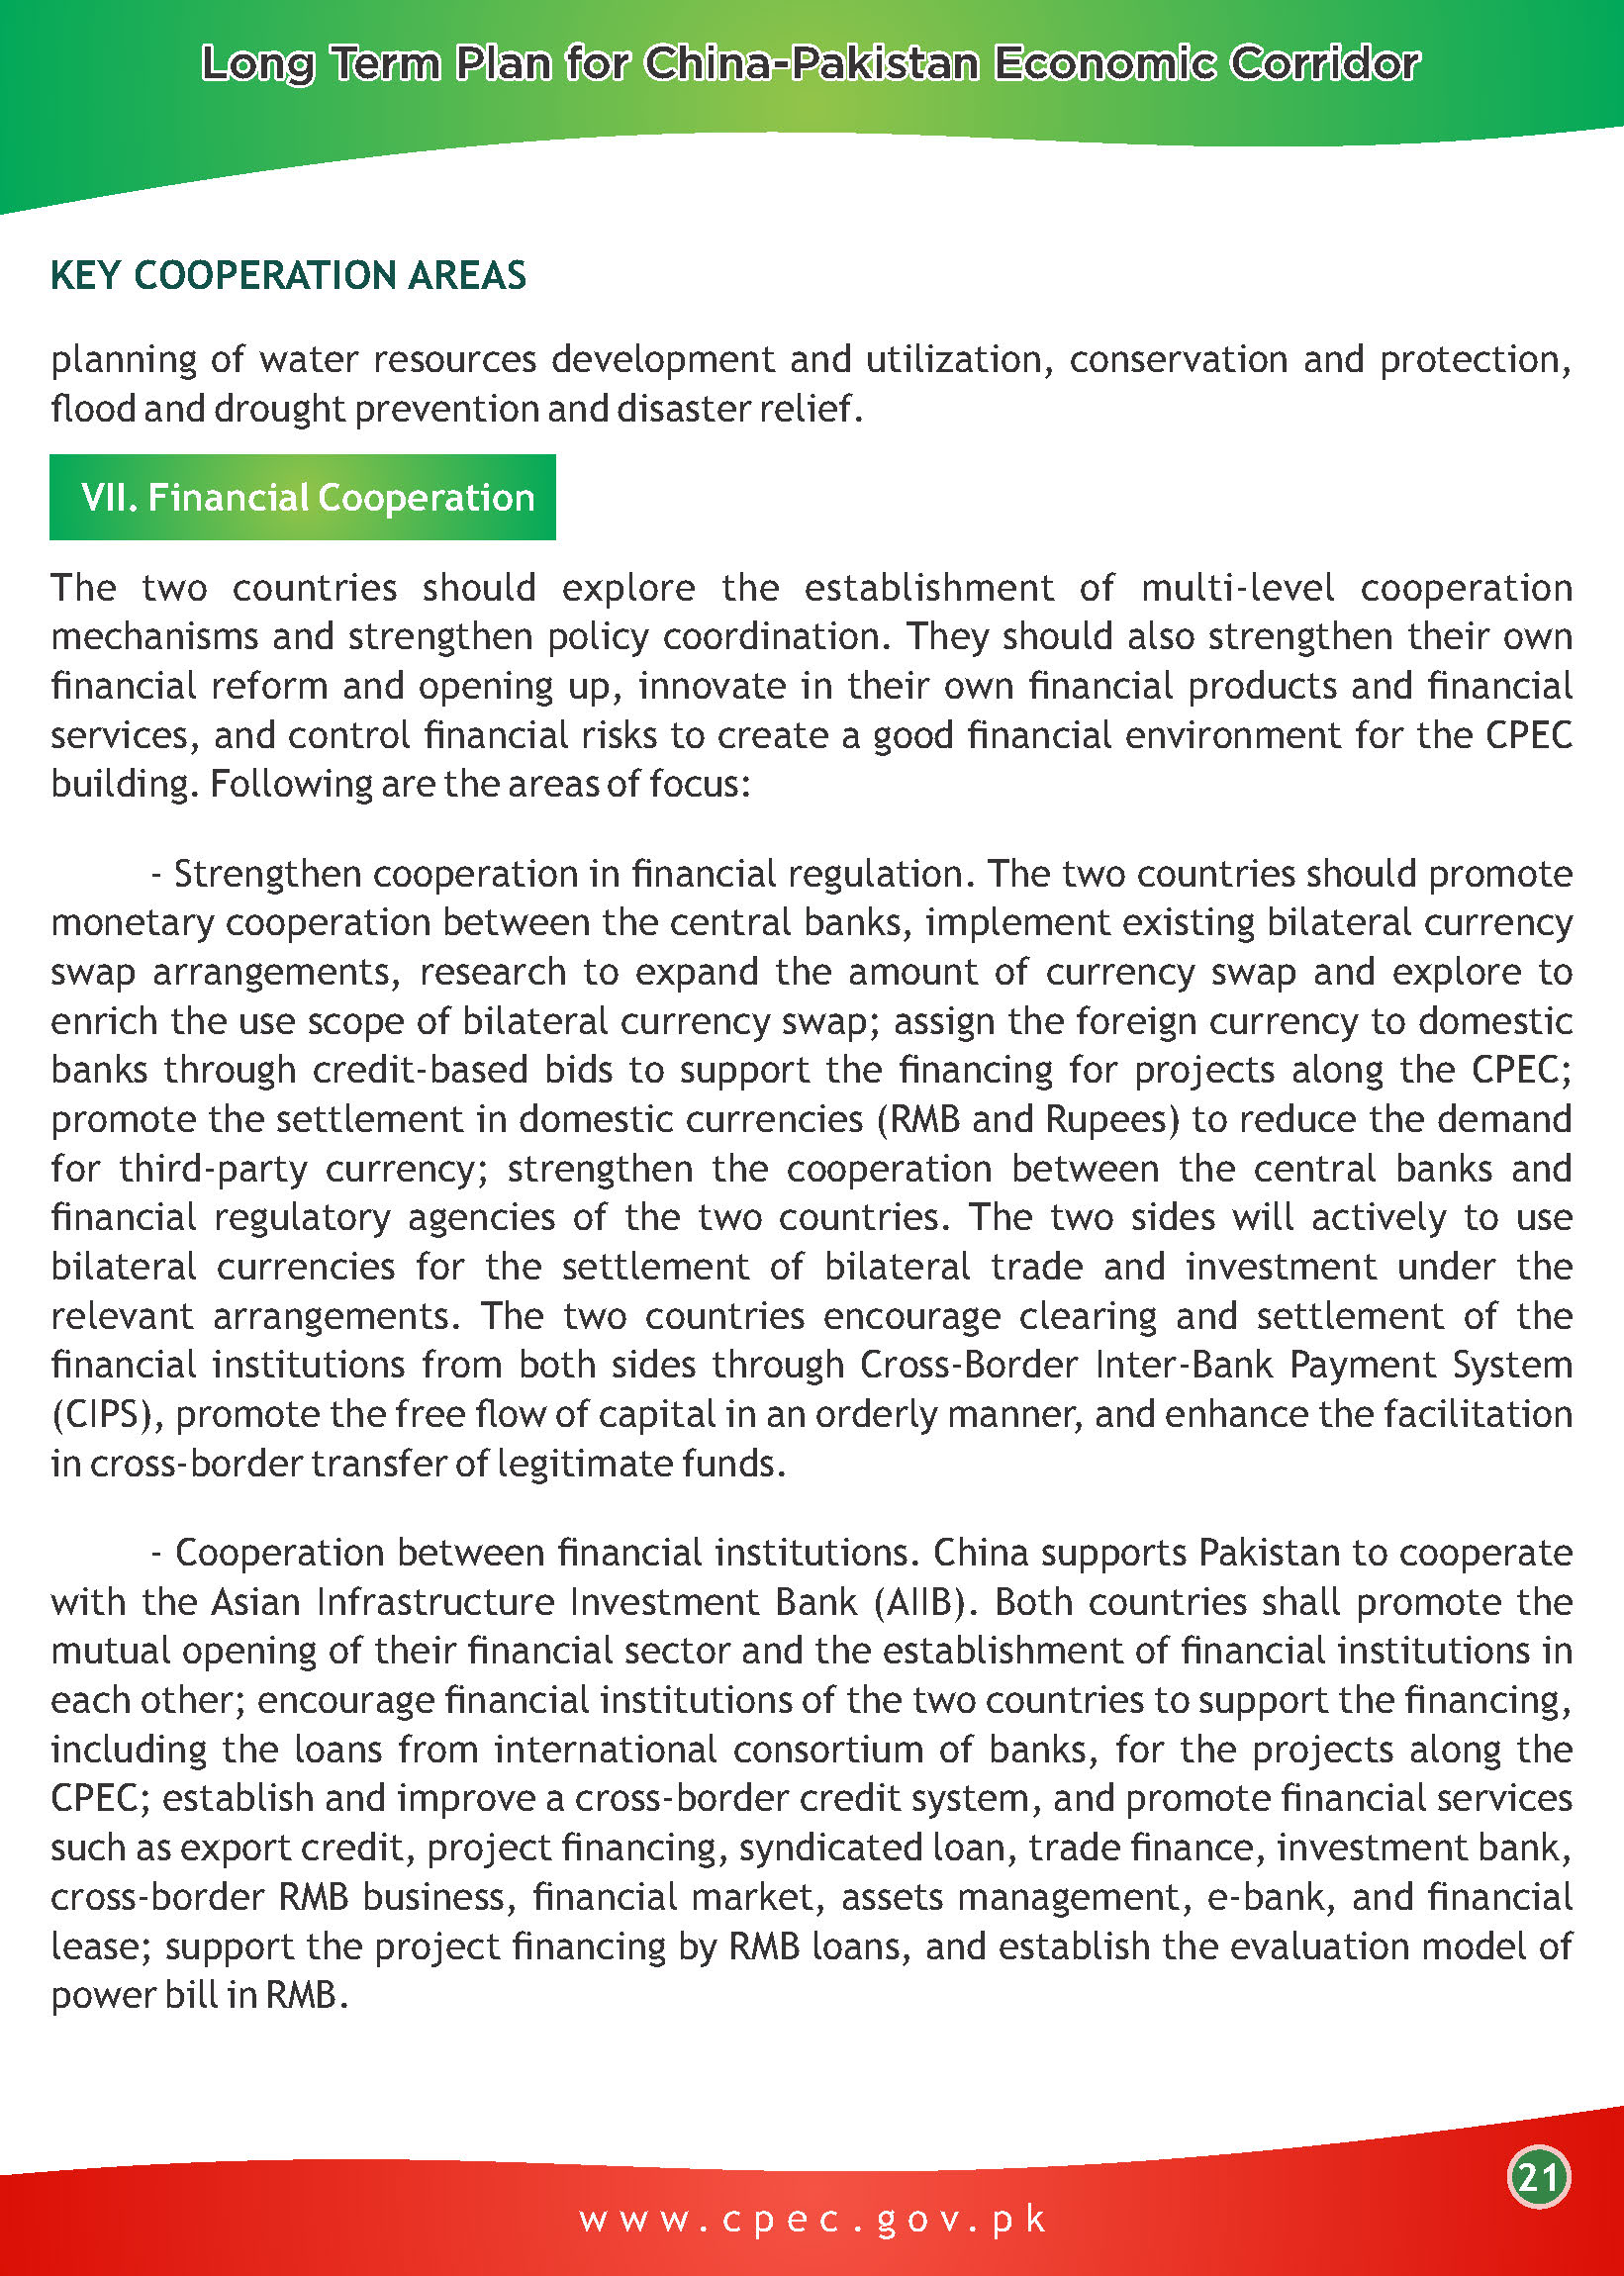 Long Term Plan for China-Pakistan Economic Corridor
KEY COOPERATION AREAS
planning of water resources development and utilization, conservation and protection,
flood and drought prevention and disaster relief.
VII. Financial Cooperation
The two countries should explore the establishment of multi-level cooperation
mechanisms and strengthen policy coordination. They should also strengthen their own
financial reform and opening up, innovate in their own financial products and financial
services, and control financial risks to create a good financial environment for the CPEC
building. Following are the areas of focus:
- Strengthen cooperation in financial regulation. The two countries should promote
monetary cooperation between the central banks, implement existing bilateral currency
swap arrangements, research to expand the amount of currency swap and explore to
enrich the use scope of bilateral currency swap; assign the foreign currency to domestic
banks through credit-based bids to support the financing for projects along the CPEC;
promote the settlement in domestic currencies (RMB and Rupees) to reduce the demand
for third-party currency; strengthen the cooperation between the central banks and
financial regulatory agencies of the two countries. The two sides will actively to use
bilateral currencies for the settlement of bilateral trade and investment under the
relevant arrangements. The two countries encourage clearing and settlement of the
financial institutions from both sides through Cross-Border Inter-Bank Payment System
(CIPS), promote the free flow of capital in an orderly manner, and enhance the facilitation
in cross-border transfer of legitimate funds.
- Cooperation between financial institutions. China supports Pakistan to cooperate
with the Asian Infrastructure Investment Bank (AIIB). Both countries shall promote the
mutual opening of their financial sector and the establishment of financial institutions in
each other; encourage financial institutions of the two countries to support the financing,
including the loans from international consortium of banks, for the projects along the
CPEC; establish and improve a cross-border credit system, and promote financial services
such as export credit, project financing, syndicated loan, trade finance, investment bank,
cross-border RMB business, financial market, assets management, e-bank, and financial
lease; support the project financing by RMB loans, and establish the evaluation model of
power bill in RMB.
21
www.cpec.gov.pk